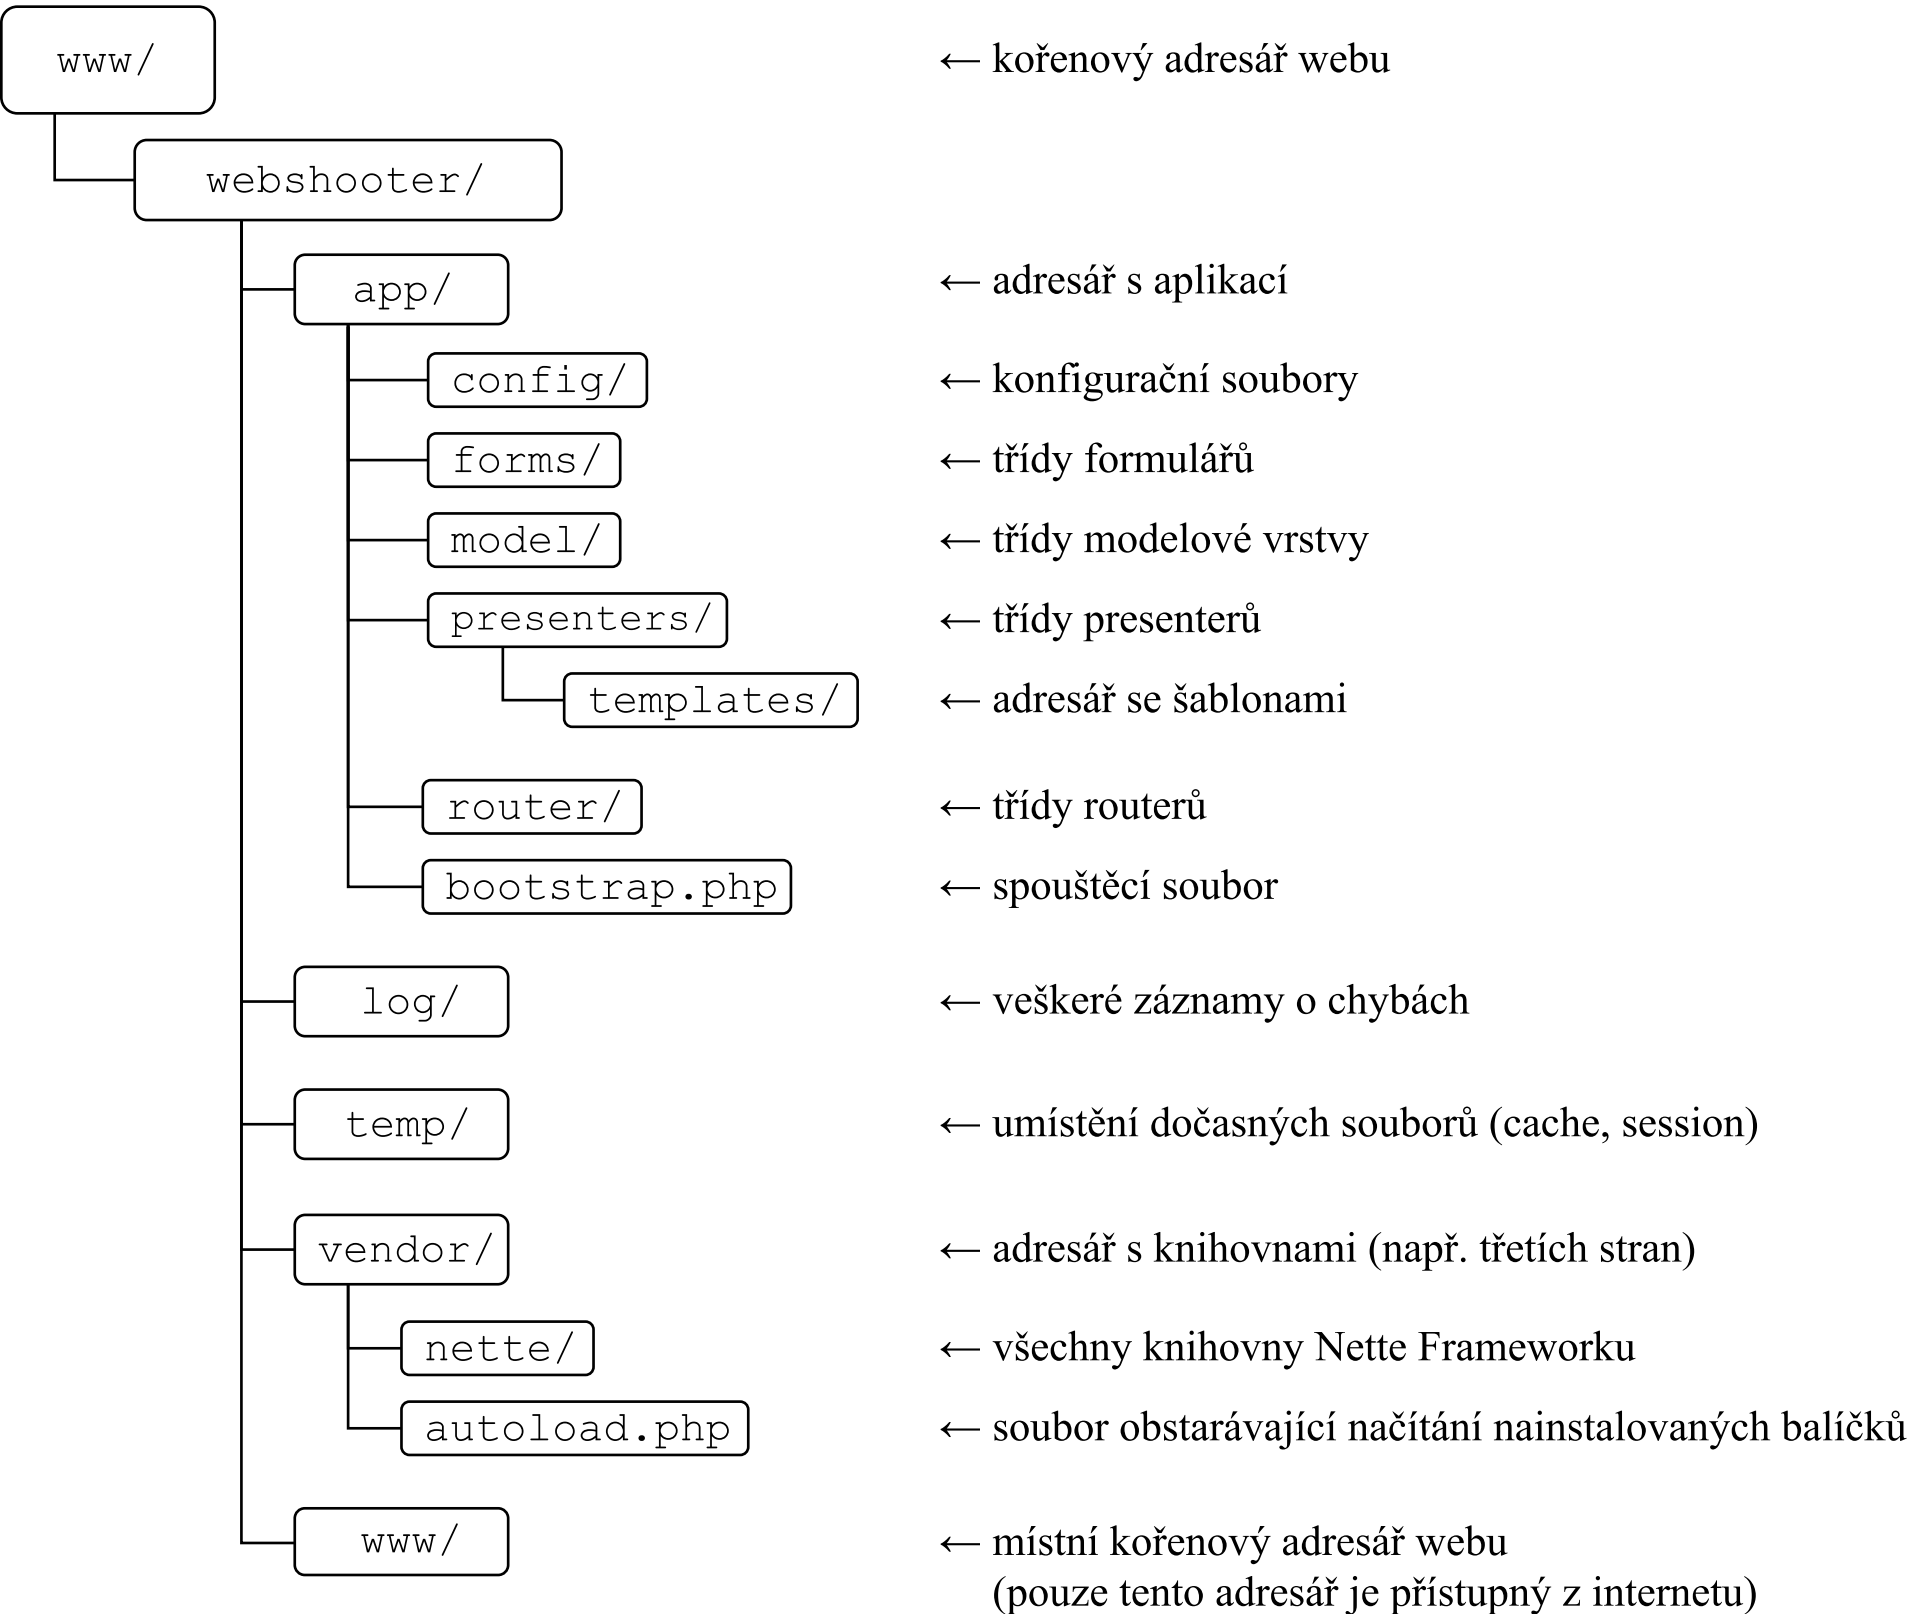 www/ ← kořenový adresář webu
webshooter/
app/ ← adresář s aplikací
config/ ← konfigurační soubory
forms/ ← třídy formulářů
model/ ← třídy modelové vrstvy
presenters/ ← třídy presenterů
templates/ ← adresář se šablonami
router/ ← třídy routerů
bootstrap.php ← spouštěcí soubor
log/ ← veškeré záznamy o chybách
temp/ ← umístění dočasných souborů (cache, session)
vendor/ ← adresář s knihovnami (např. třetích stran)
nette/ ← všechny knihovny Nette Frameworku
autoload.php ← soubor obstarávající načítání nainstalovaných balíčků
www/ ← místní kořenový adresář webu
(pouze tento adresář je přístupný z internetu)